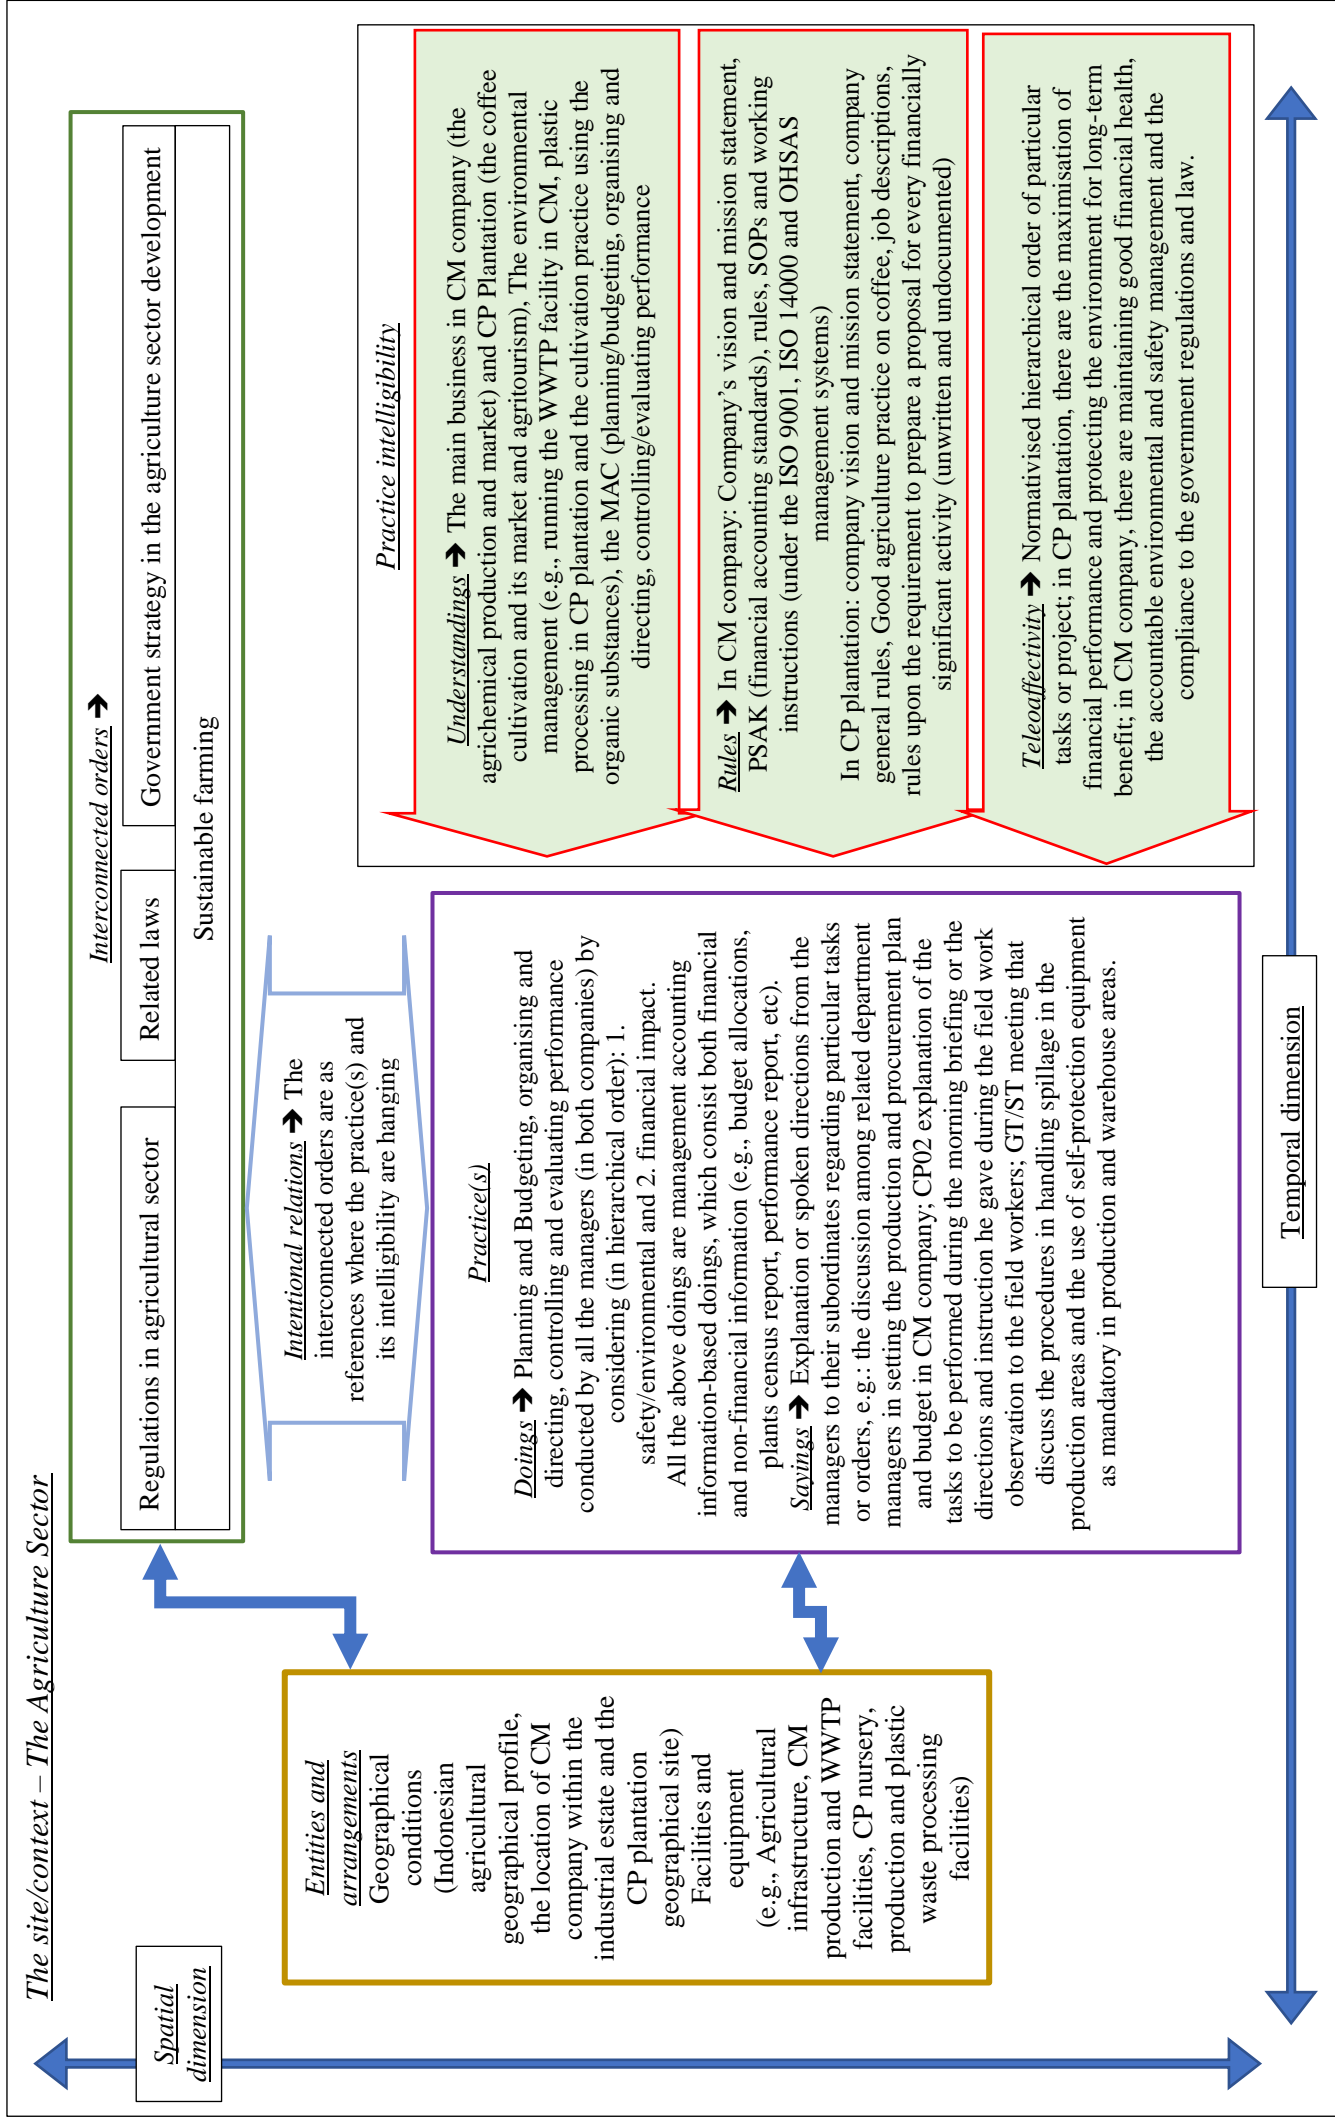 The site/context – The Agriculture Sector
Spatial
dimension
Interconnected orders ➔
Regulations in agricultural sector
Related laws
Government strategy in the agriculture sector development
Sustainable farming
Intentional relations ➔ The
interconnected orders are as
references where the practice(s) and
its intelligibility are hanging
Entities and
arrangements
Geographical
conditions
(Indonesian
agricultural
geographical profile,
the location of CM
company within the
industrial estate and the
CP plantation
geographical site)
Facilities and
equipment
(e.g., Agricultural
infrastructure, CM
production and WWTP
facilities, CP nursery,
production and plastic
waste processing
facilities)
Practice(s)
Doings ➔ Planning and Budgeting, organising and
directing, controlling and evaluating performance
conducted by all the managers (in both companies) by
considering (in hierarchical order): 1.
safety/environmental and 2. financial impact.
All the above doings are management accounting
information-based doings, which consist both financial
and non-financial information (e.g., budget allocations,
plants census report, performance report, etc).
Sayings ➔ Explanation or spoken directions from the
managers to their subordinates regarding particular tasks
or orders, e.g.: the discussion among related department
managers in setting the production and procurement plan
and budget in CM company; CP02 explanation of the
tasks to be performed during the morning briefing or the
directions and instruction he gave during the field work
observation to the field workers; GT/ST meeting that
discuss the procedures in handling spillage in the
production areas and the use of self-protection equipment
as mandatory in production and warehouse areas.
Practice intelligibility
Understandings ➔ The main business in CM company (the
agrichemical production and market) and CP Plantation (the coffee
cultivation and its market and agritourism), The environmental
management (e.g., running the WWTP facility in CM, plastic
processing in CP plantation and the cultivation practice using the
organic substances), the MAC (planning/budgeting, organising and
directing, controlling/evaluating performance
Rules ➔ In CM company: Company's vision and mission statement,
PSAK (financial accounting standards), rules, SOPs and working
instructions (under the ISO 9001, ISO 14000 and OHSAS
management systems)
In CP plantation: company vision and mission statement, company
general rules, Good agriculture practice on coffee, job descriptions,
rules upon the requirement to prepare a proposal for every financially
significant activity (unwritten and undocumented)
Teleoaffectivity ➔ Normativised hierarchical order of particular
tasks or project; in CP plantation, there are the maximisation of
financial performance and protecting the environment for long-term
benefit; in CM company, there are maintaining good financial health,
the accountable environmental and safety management and the
compliance to the government regulations and law.
Temporal dimension